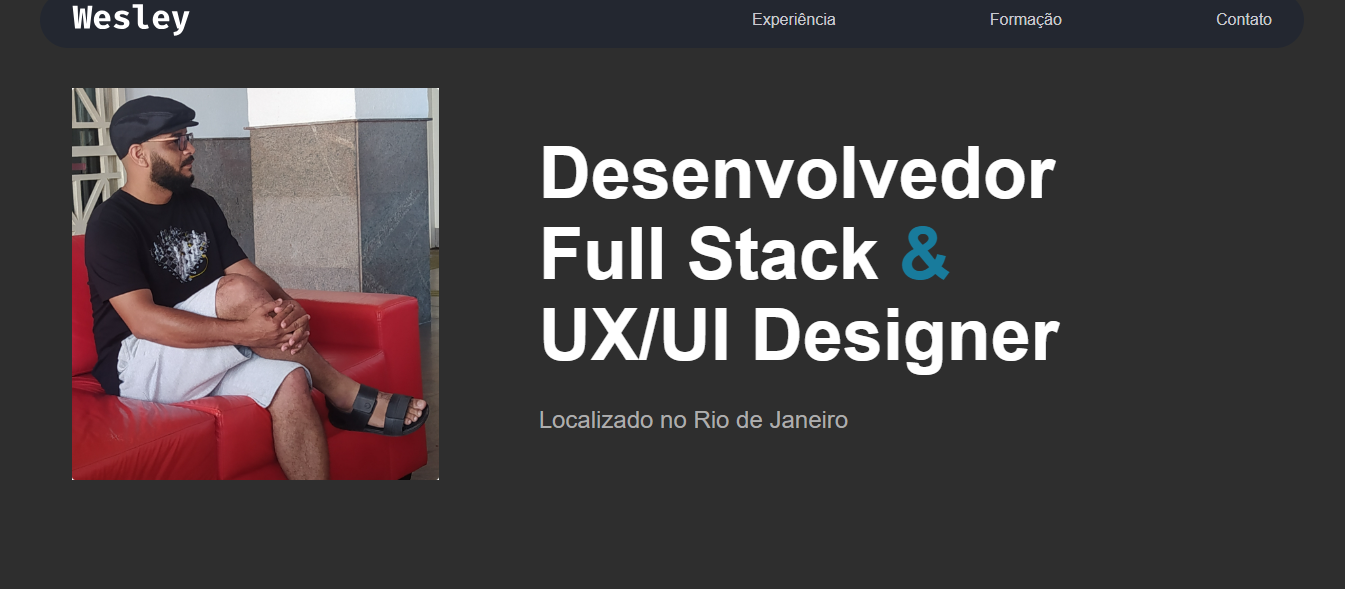 Wesley
Experiência
Formação
Contato
Desenvolvedor
Full Stack &
UX/UI Designer
Localizado no Rio de Janeiro